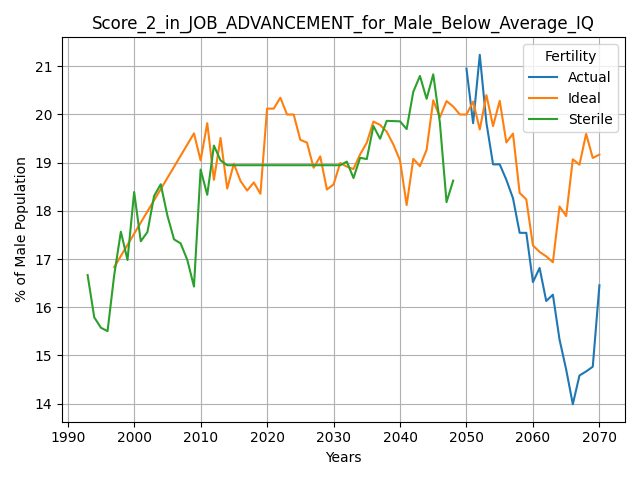 Score_2_in_JOB_ADVANCEMENT_for_Male_Below_Average_IQ
% of Male Population
21
20
19
18
17
16
15
14
Fertility
Actual
Ideal
Sterile
1990 2000 2010 2020 2030 2040 2050 2060 2070
Years